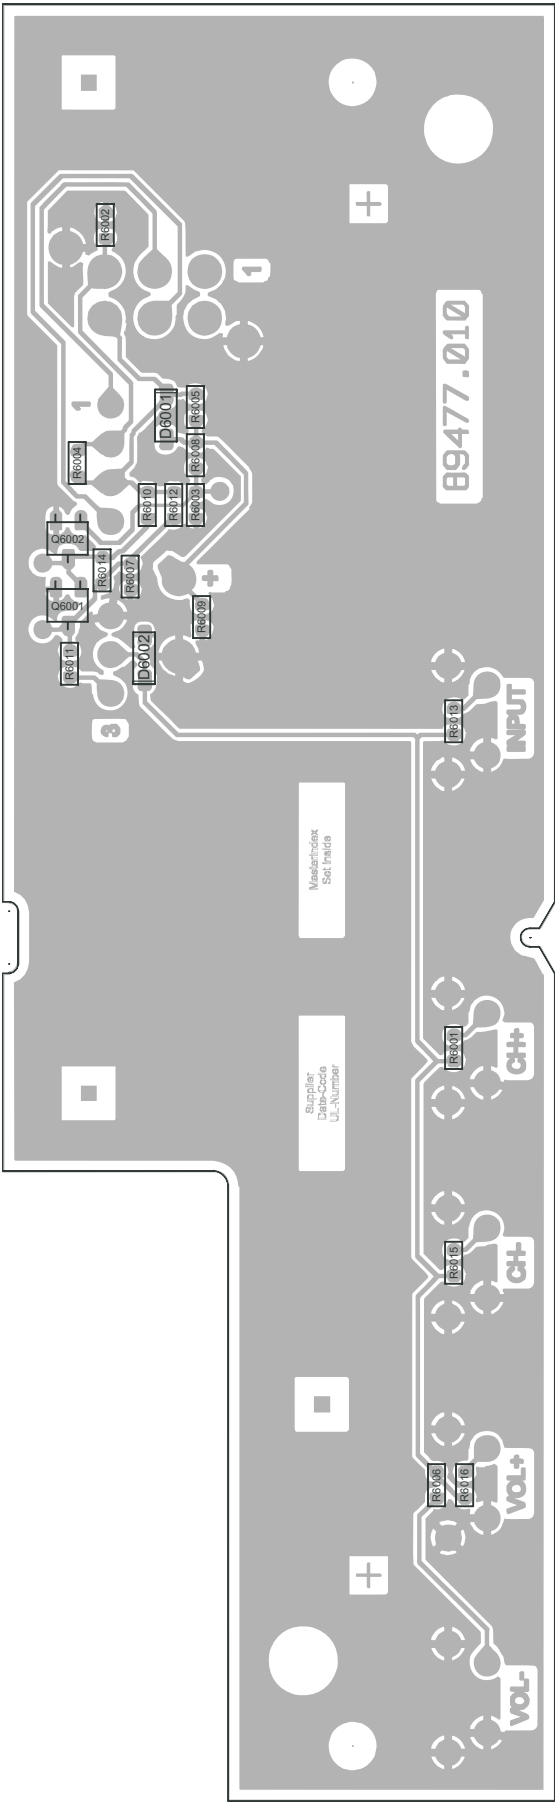 R6002
1
89477.010
1
D6001
R6005
R6004
R6008
R6010
R6012
R6003
Q6002
R6014
R6007
+
Q6001
R6009
R6011
D6002
3
R6013
INPUT
Masterindex
Set Inside
R6001
CH+
Supplier
Date-Code
UL-Number
R6015
CH-
R6006
R6016
VOL+
VOL-